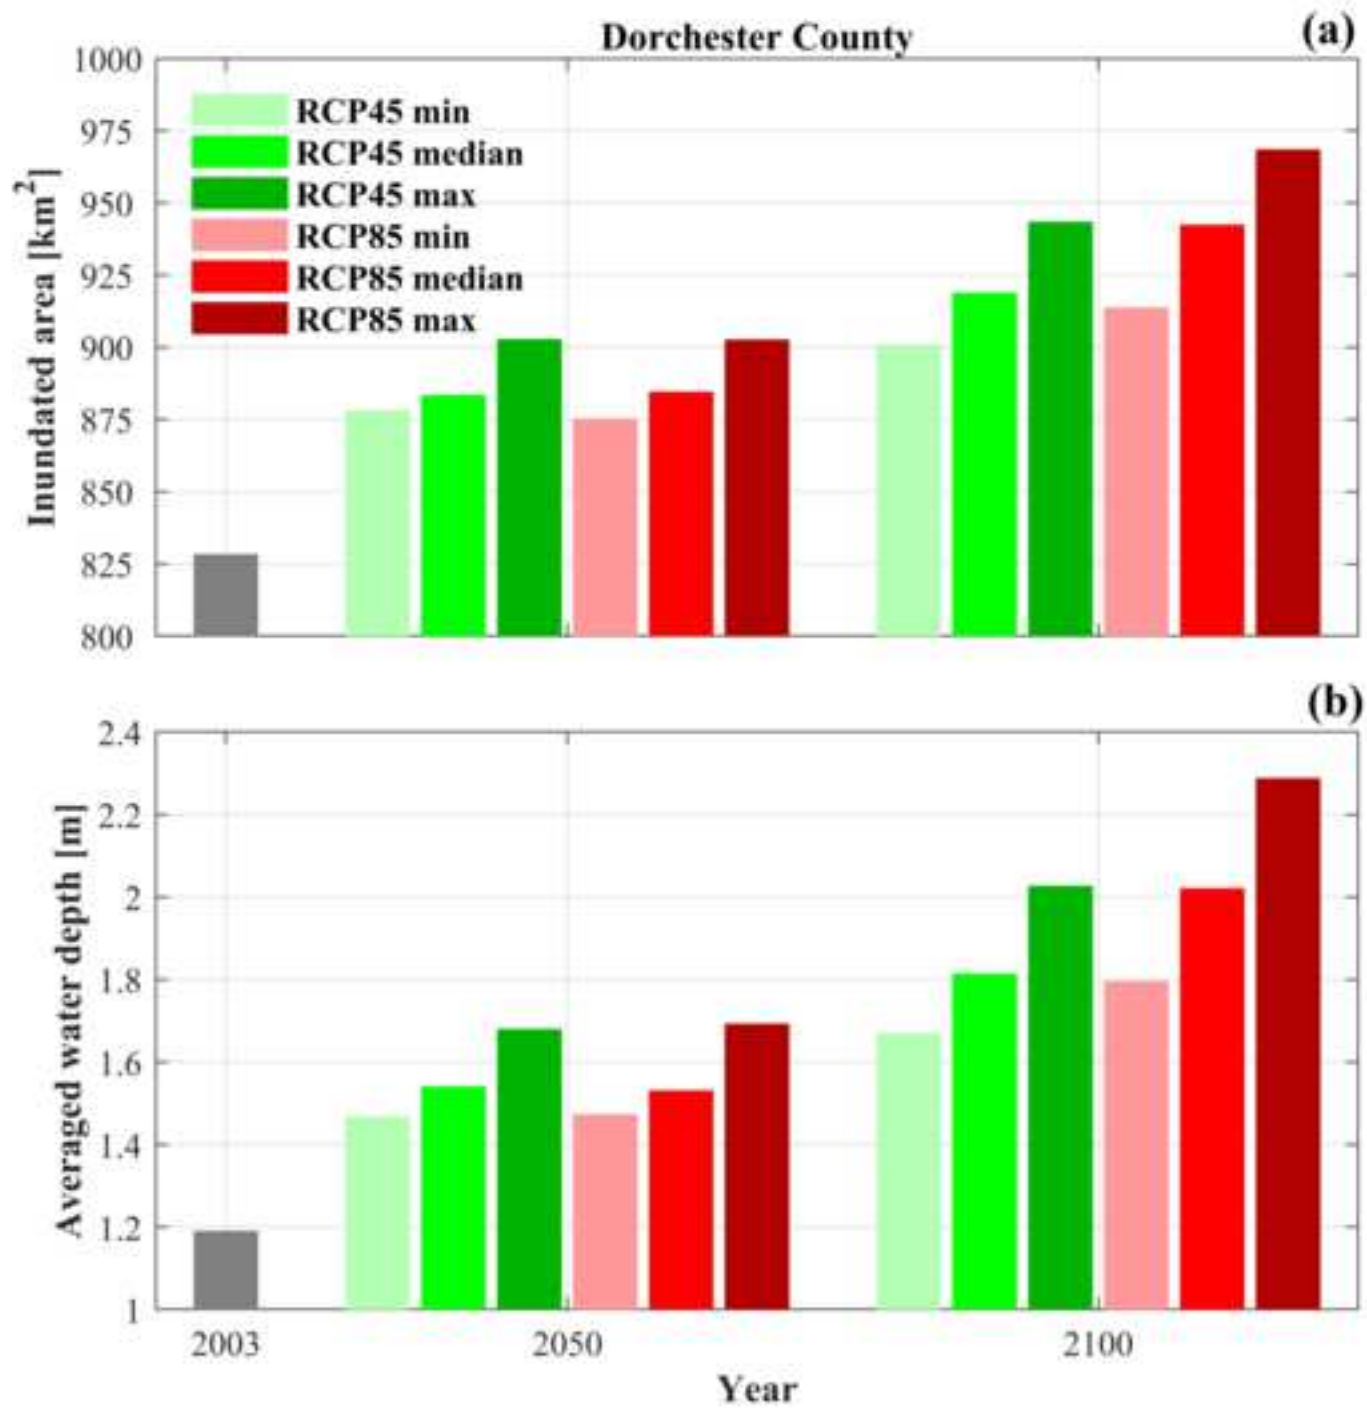 Dorchester County
(a)
1000
975
950
925
900
875
850
825
800
Inundated area [km²]
RCP45 min
RCP45 median
RCP45 max
RCP85 min
RCP85 median
RCP85 max
(b)
2.4
2.2
2
1.8
1.6
1.4
1.2
1
Averaged water depth [m]
2003 2050 2100
Year